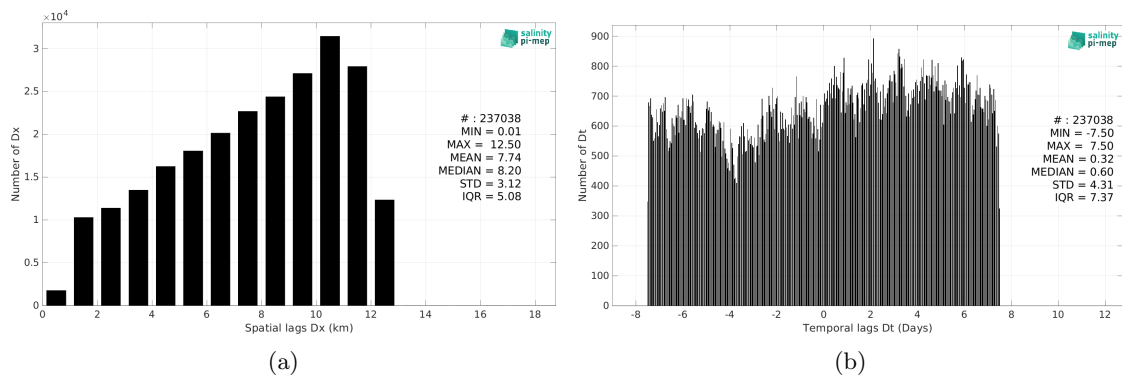 ×10⁴
3
2.5
2
1.5
1
0.5
0
Number of Dx
0 2 4 6 8 10 12 14 16 18
Spatial lags Dx (km)
salinity
pi-mep
# : 237038
MIN = 0.01
MAX = 12.50
MEAN = 7.74
MEDIAN = 8.20
STD = 3.12
IQR = 5.08
(a)
900
800
700
600
500
400
300
200
100
0
Number of Dt
-8 -6 -4 -2 0 2 4 6 8 10 12
Temporal lags Dt (Days)
salinity
pi-mep
# : 237038
MIN = -7.50
MAX = 7.50
MEAN = 0.32
MEDIAN = 0.60
STD = 4.31
IQR = 7.37
(b)